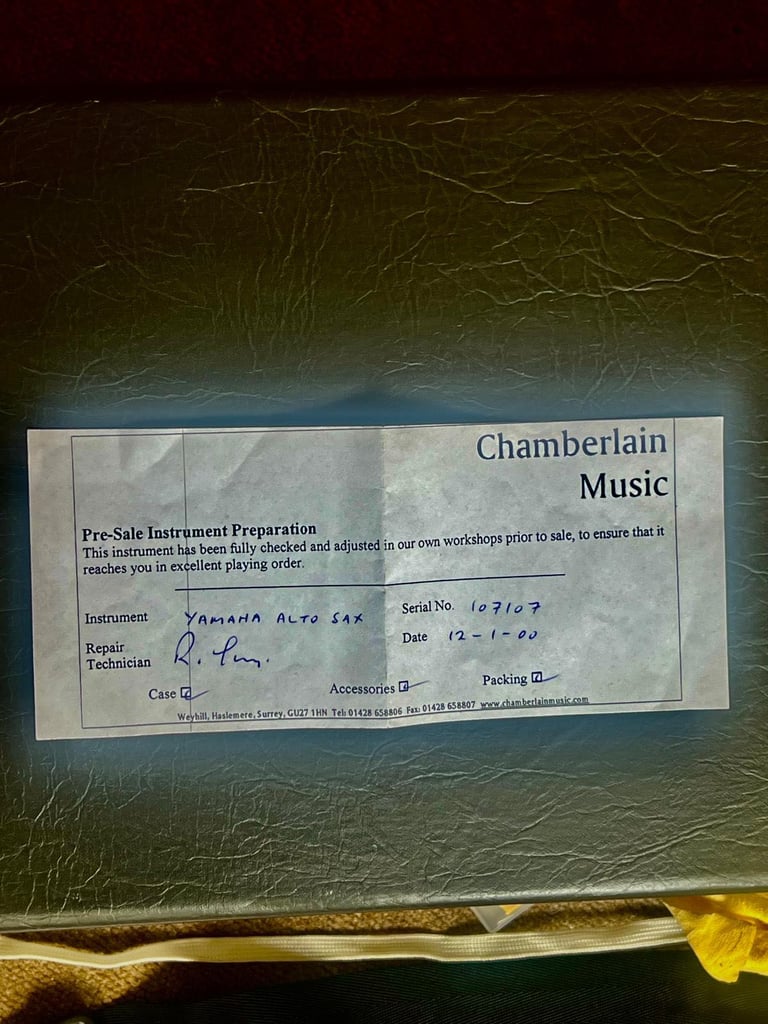 Chamberlain
Music
Pre-Sale Instrument Preparation
This instrument has been fully checked and adjusted in our own workshops prior to sale, to ensure that it
reaches you in excellent playing order.
Instrument YAMAHA ALTO SAX Serial No. 107107
Repair
Technician R. Date 12-1-00
Case Accessories Packing
Weyhill, Haslemere, Surrey, GU27 1HN Tel: 01428 658806 Fax: 01428 658807 www.chamberlainmusic.com